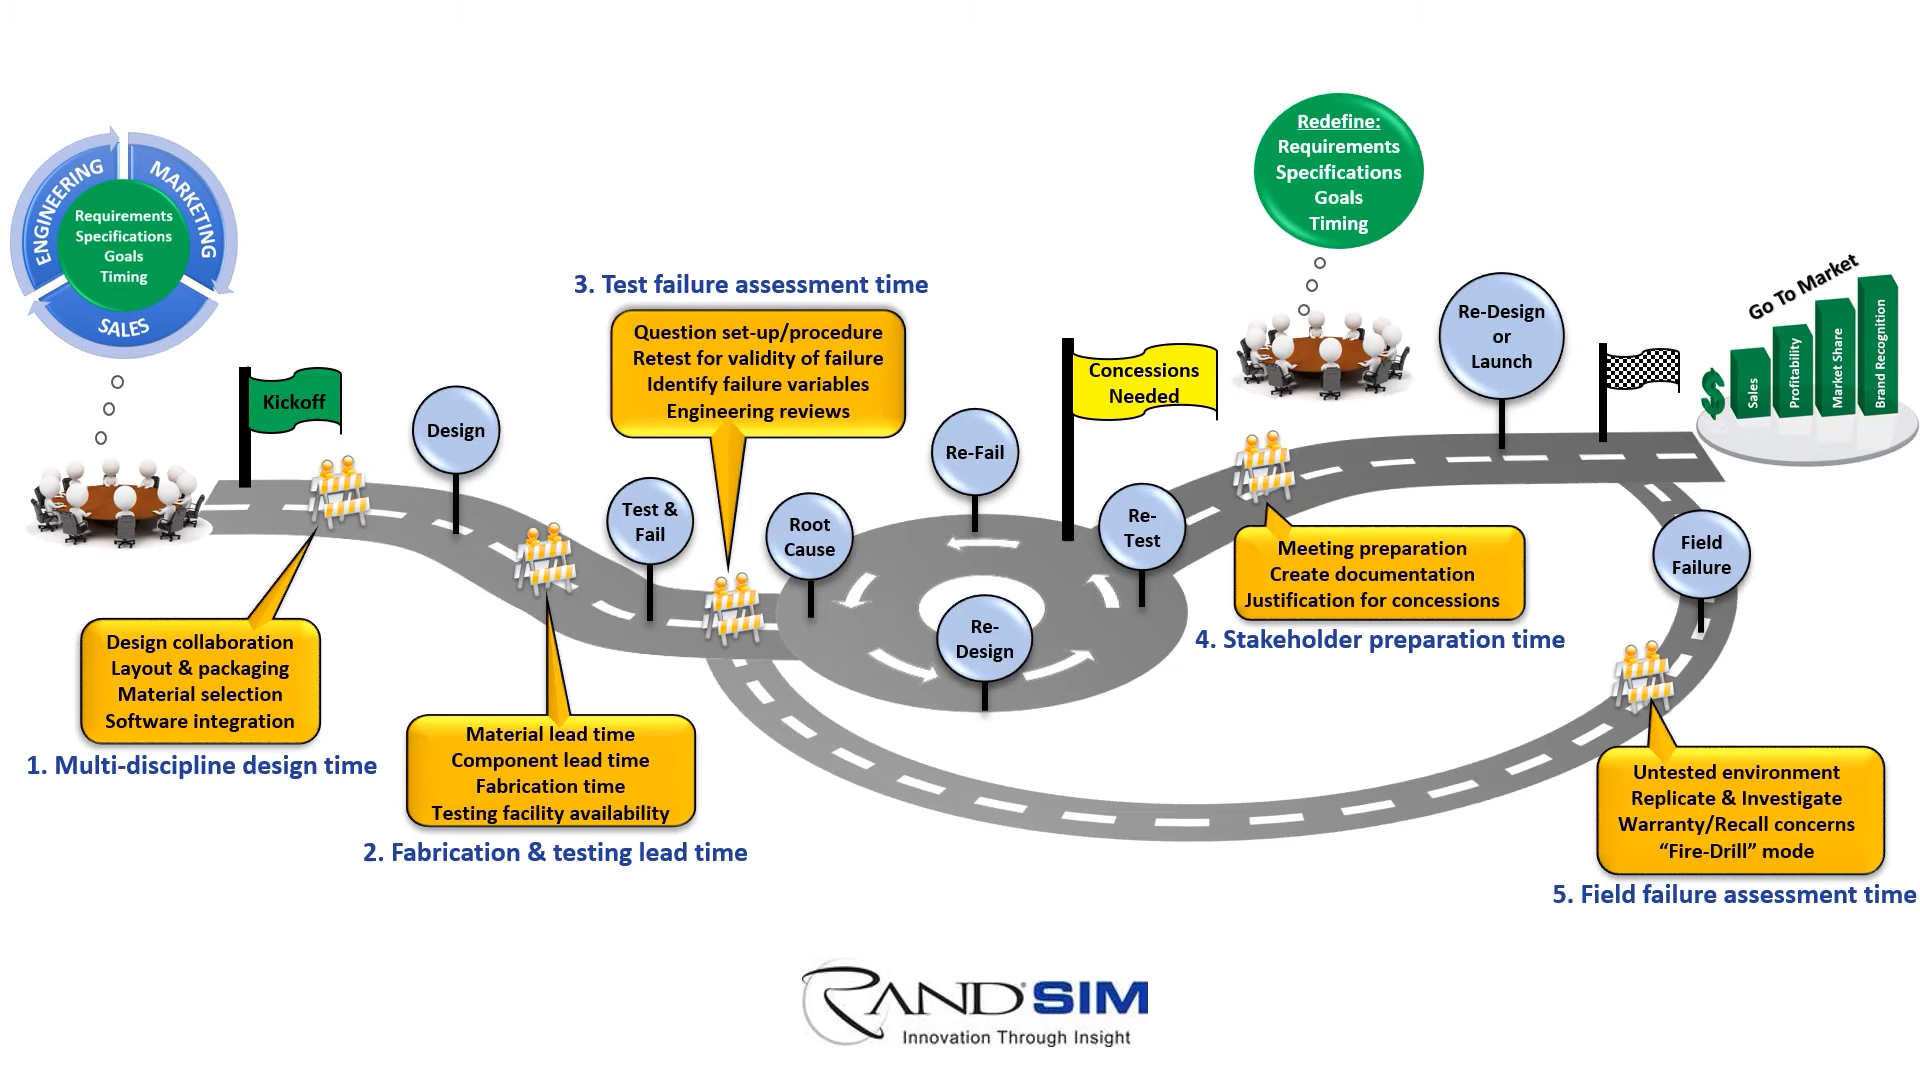 ENGINEERING
MARKETING
SALES
Requirements
Specifications
Goals
Timing
Kickoff
Design
Design collaboration
Layout & packaging
Material selection
Software integration
1. Multi-discipline design time
Material lead time
Component lead time
Fabrication time
Testing facility availability
2. Fabrication & testing lead time
Test &
Fail
3. Test failure assessment time
Question set-up/procedure
Retest for validity of failure
Identify failure variables
Engineering reviews
Root
Cause
Re-Fail
Re-
Design
Re-
Test
Concessions
Needed
Redefine:
Requirements
Specifications
Goals
Timing
Meeting preparation
Create documentation
Justification for concessions
4. Stakeholder preparation time
Re-Design
or
Launch
Go To Market
$
Sales
Profitability
Market Share
Brand Recognition
Field
Failure
Untested environment
Replicate & Investigate
Warranty/Recall concerns
“Fire-Drill” mode
5. Field failure assessment time
RAND SIM
Innovation Through Insight